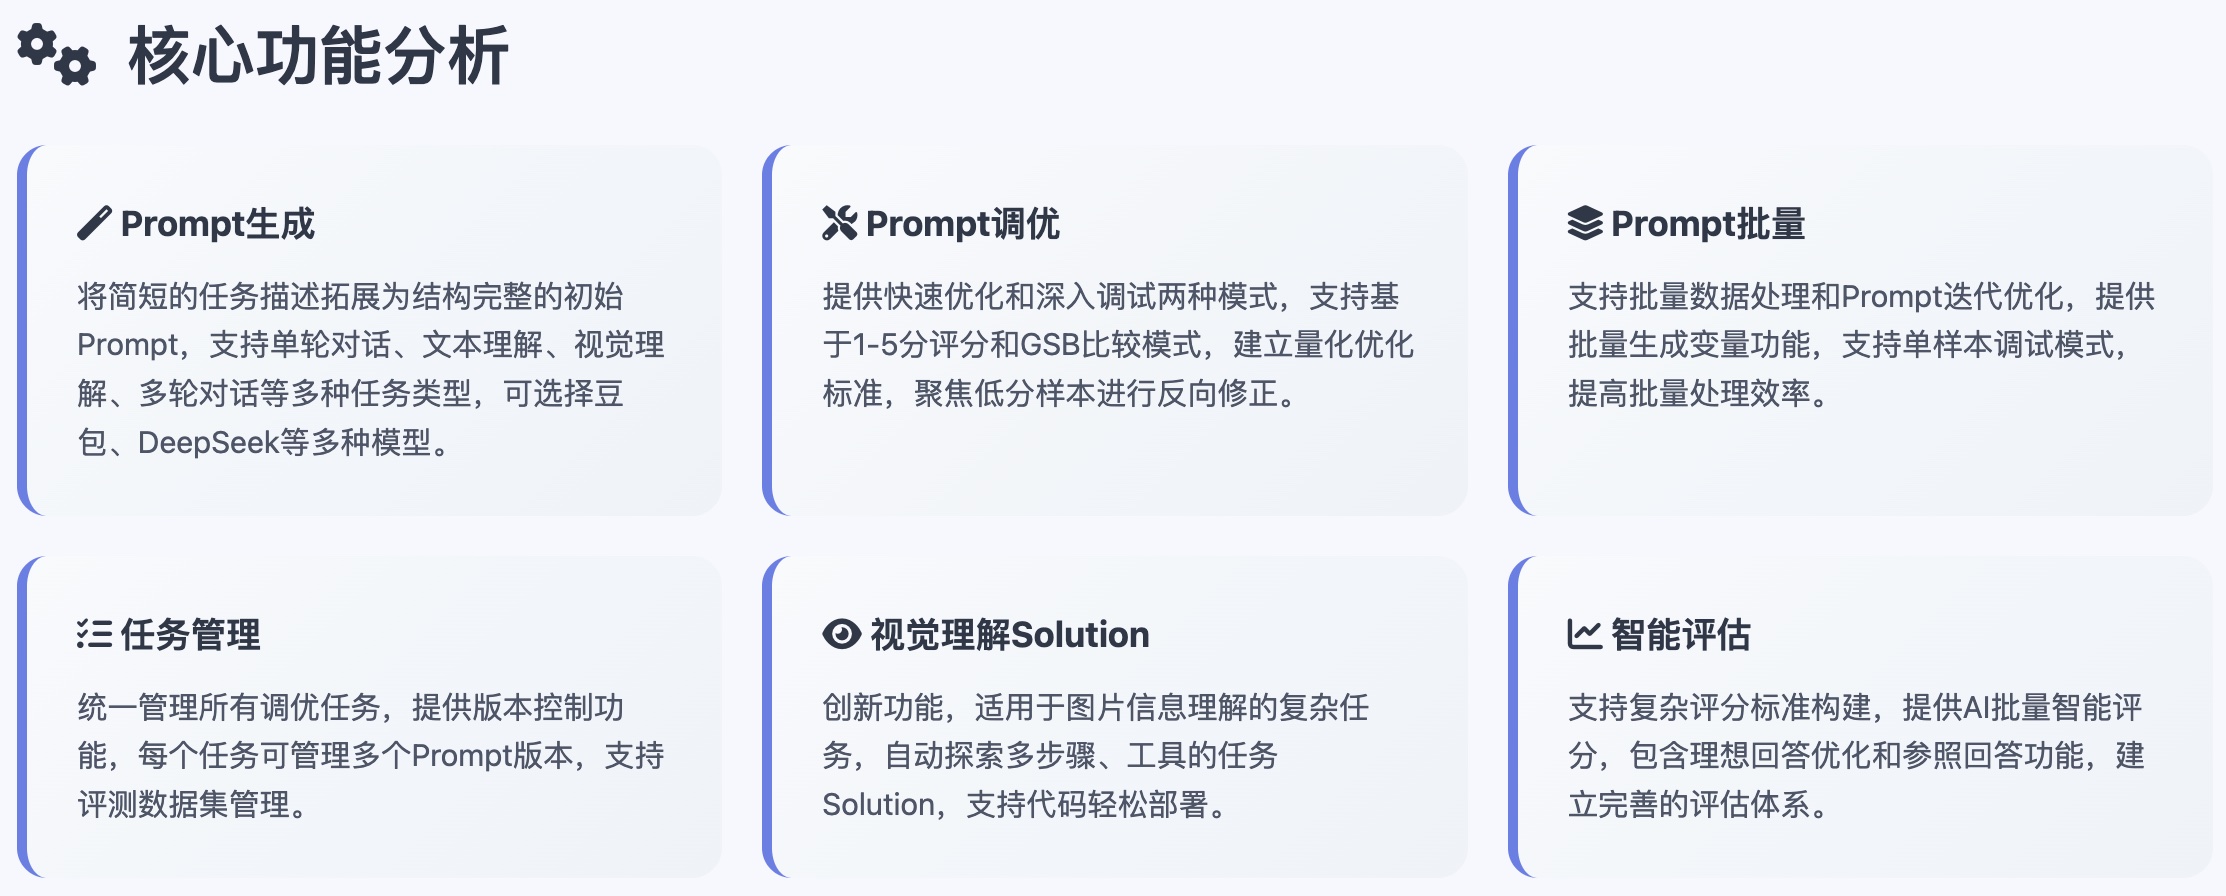 核心功能分析
Prompt生成
将简短的任务描述拓展为结构完整的初始
Prompt，支持单轮对话、文本理解、视觉理
解、多轮对话等多种任务类型，可选择豆
包、DeepSeek等多种模型。
Prompt调优
提供快速优化和深入调试两种模式，支持基
于1-5分评分和GSB比较模式，建立量化优化
标准，聚焦低分样本进行反向修正。
Prompt批量
支持批量数据处理和Prompt迭代优化，提供
批量生成变量功能，支持单样本调试模式，
提高批量处理效率。
任务管理
统一管理所有调优任务，提供版本控制功
能，每个任务可管理多个Prompt版本，支持
评测数据集管理。
视觉理解Solution
创新功能，适用于图片信息理解的复杂任
务，自动探索多步骤、工具的任务
Solution，支持代码轻松部署。
智能评估
支持复杂评分标准构建，提供AI批量智能评
分，包含理想回答优化和参照回答功能，建
立完善的评估体系。